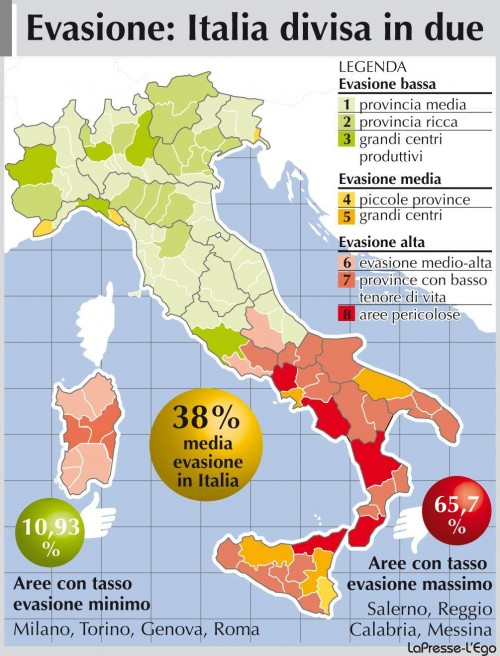 Evasione: Italia divisa in due
LEGENDA
Evasione bassa
1 provincia media
2 provincia ricca
3 grandi centri
produttivi
Evasione media
4 piccole province
5 grandi centri
Evasione alta
6 evasione medio-alta
7 province con basso
tenore di vita
8 aree pericolose
38%
media
evasione
in Italia
10,93
%
Aree con tasso
evasione minimo
Milano, Torino, Genova, Roma
65,7
%
Aree con tasso
evasione massimo
Salerno, Reggio
Calabria, Messina
LaPresse-L'Ego